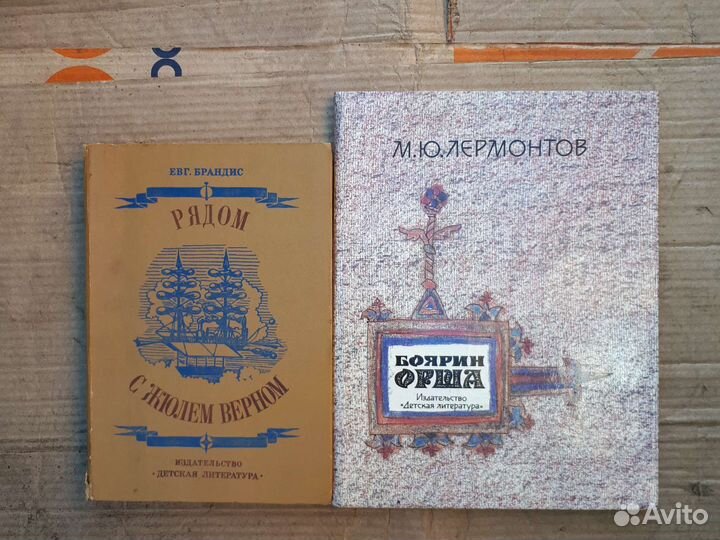 ЕВГ. БРАНДИС
РЯДОМ
С ЖЮЛЕМ ВЕРНОМ
ИЗДАТЕЛЬСТВО
«ДЕТСКАЯ ЛИТЕРАТУРА»
М.Ю.ЛЕРМОНТОВ
БОЯРИН
ОРША
Издательство
«Детская литература»
Avito